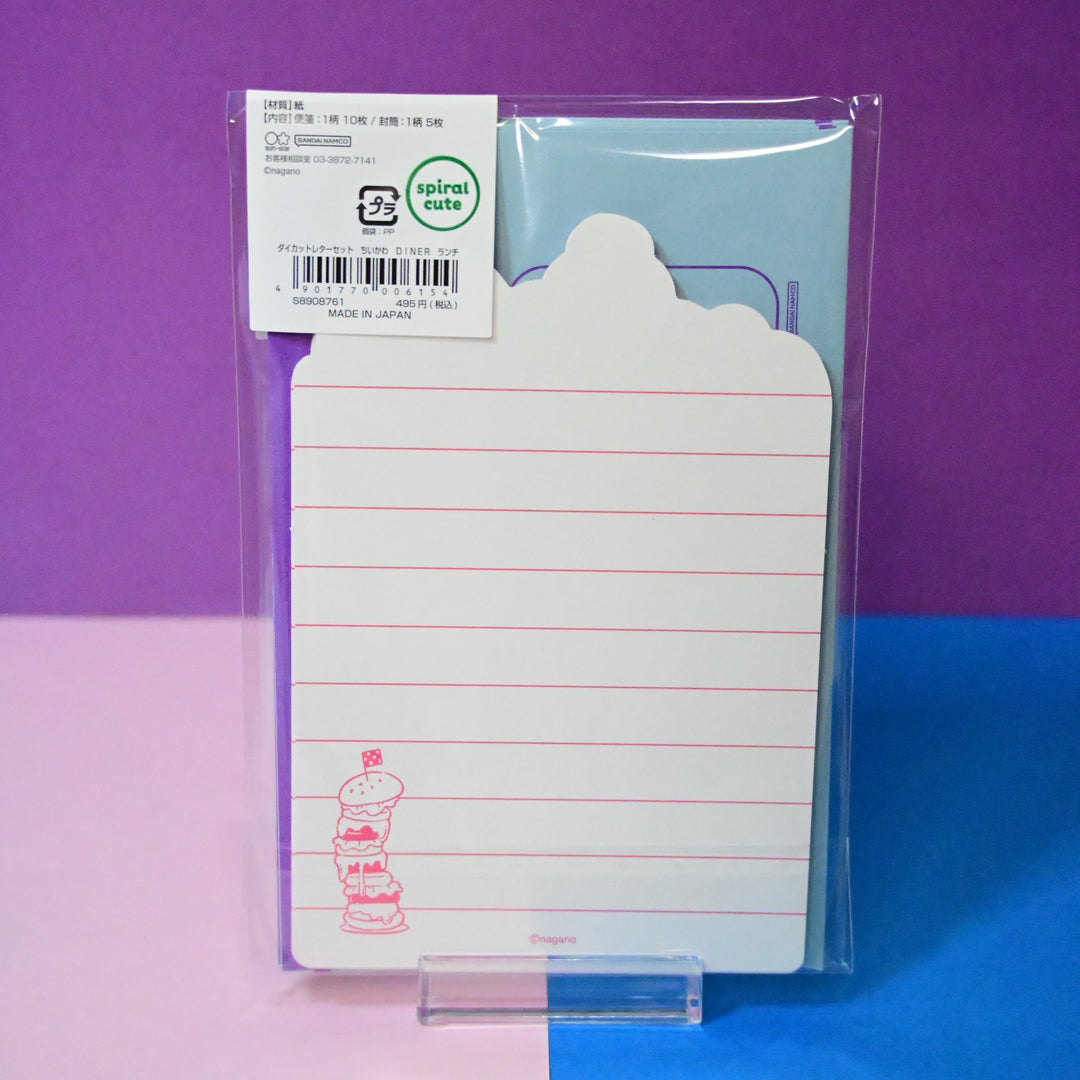 【材質】紙
【内容】便箋：1柄 10枚 / 封筒：1柄 5枚
sun-star BANDAI NAMCO
お客様相談室 03-3872-7141
©nagano
spiral
cute
プラ
個袋：PP
ダイカットレターセット ちいかわ DINER ランチ
4 901770 006154
S8908761 495円(税込)
MADE IN JAPAN
BANDAI NAMCO
©nagano